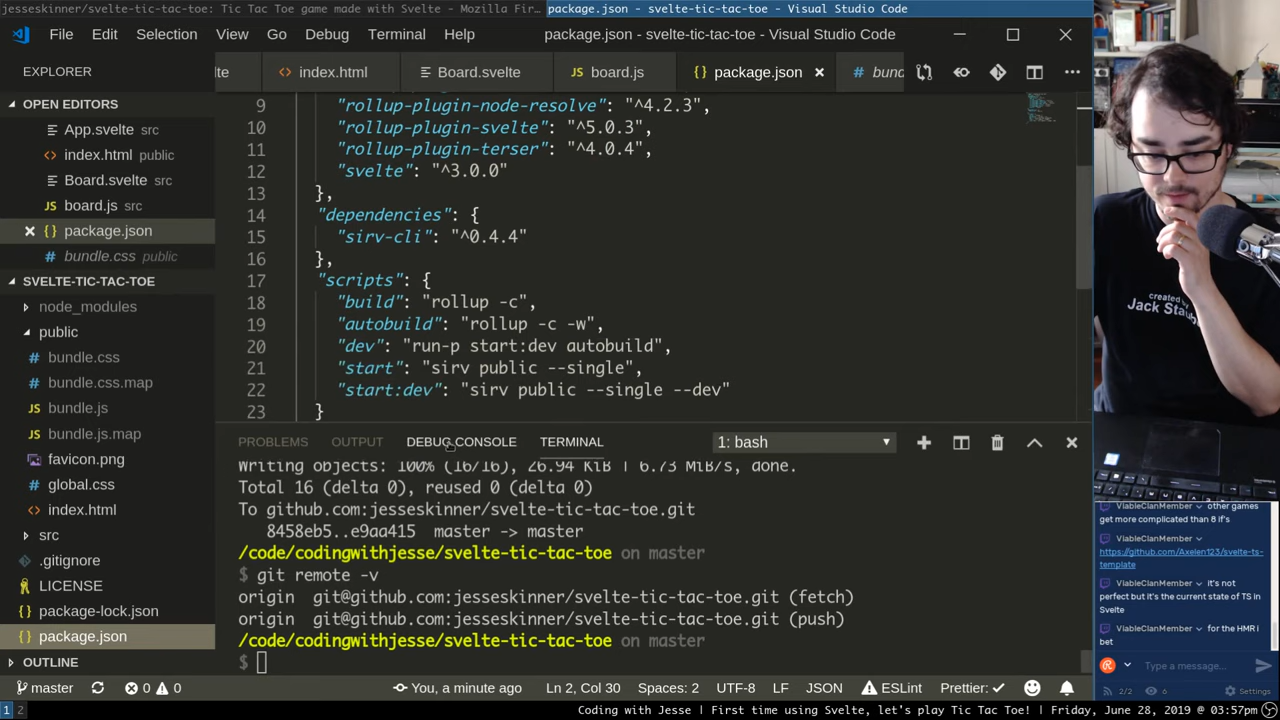 jesseskinner/svelte-tic-tac-toe: Tic Tac Toe game made with Svelte - Mozilla Fir...
package.json - svelte-tic-tac-toe - Visual Studio Code
File Edit Selection View Go Debug Terminal Help
package.json - svelte-tic-tac-toe - Visual Studio Code
EXPLORER
lte
index.html
Board.svelte
board.js
package.json
bund
OPEN EDITORS
App.svelte src
index.html public
Board.svelte src
board.js src
package.json
bundle.css public
SVELTE-TIC-TAC-TOE
node_modules
public
bundle.css
bundle.css.map
bundle.js
bundle.js.map
favicon.png
global.css
index.html
src
.gitignore
LICENSE
package-lock.json
package.json
OUTLINE
9 "rollup-plugin-node-resolve": "^4.2.3",
10 "rollup-plugin-svelte": "^5.0.3",
11 "rollup-plugin-terser": "^4.0.4",
12 "svelte": "^3.0.0"
13 },
14 "dependencies": {
15 "sirv-cli": "^0.4.4"
16 },
17 "scripts": {
18 "build": "rollup -c",
19 "autobuild": "rollup -c -w",
20 "dev": "run-p start:dev autobuild",
21 "start": "sirv public --single",
22 "start:dev": "sirv public --single --dev"
23 }
PROBLEMS OUTPUT DEBUG CONSOLE TERMINAL
1: bash
Writing objects: 100% (16/16), 26.94 KiB | 6.73 MiB/s, done.
Total 16 (delta 0), reused 0 (delta 0)
To github.com:jesseskinner/svelte-tic-tac-toe.git
8458eb5..e9aa415 master -> master
/code/codingwithjesse/svelte-tic-tac-toe on master
$ git remote -v
origin git@github.com:jesseskinner/svelte-tic-tac-toe.git (fetch)
origin git@github.com:jesseskinner/svelte-tic-tac-toe.git (push)
/code/codingwithjesse/svelte-tic-tac-toe on master
$
master
0 0
You, a minute ago
Ln 2, Col 30
Spaces: 2
UTF-8
LF
JSON
ESLint
Prettier: ✓
created by
Jack Staub
ViableClanMember other games
get more complicated than 8 if's
ViableClanMember
https://github.com/Axelen123/svelte-ts-
template
ViableClanMember it's not
perfect but it's the current state of TS in
Svelte
ViableClanMember for the HMR i
bet
Type a message...
2/2 6
Settings
1 2
Coding with Jesse | First time using Svelte, let's play Tic Tac Toe! | Friday, June 28, 2019 @ 03:57pm